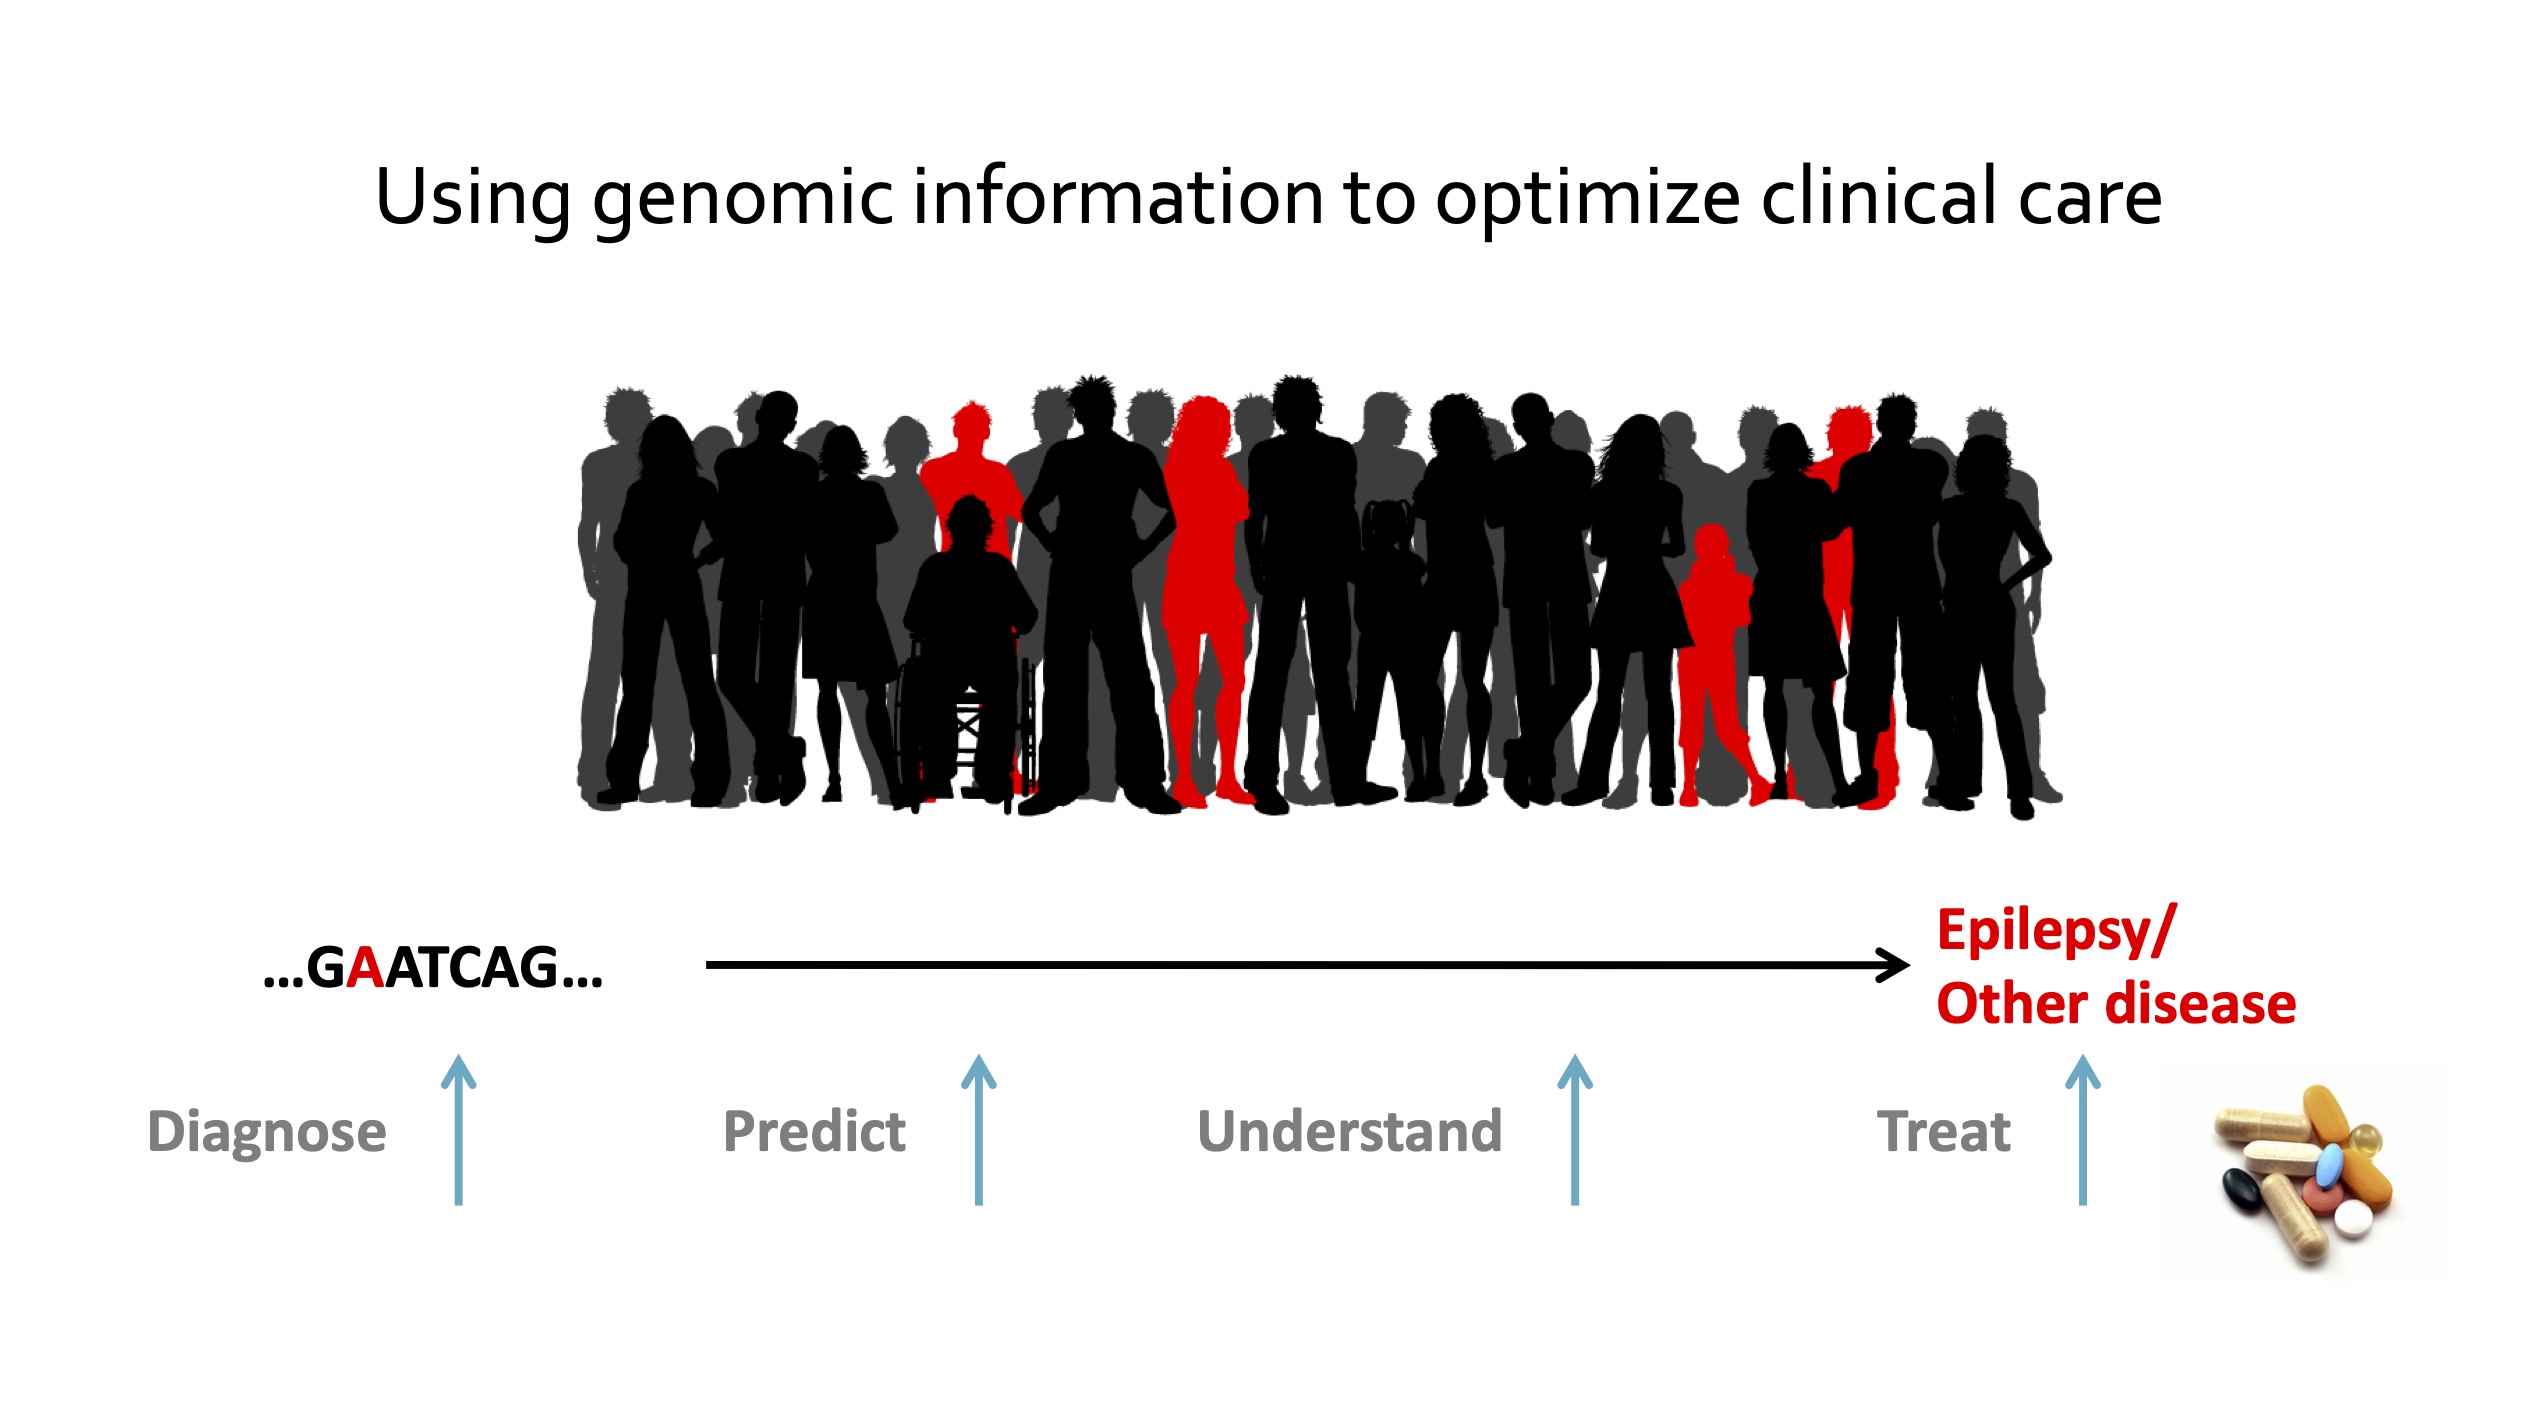 Using genomic information to optimize clinical care
...GAATCAG...
Epilepsy/
Other disease
Diagnose
Predict
Understand
Treat